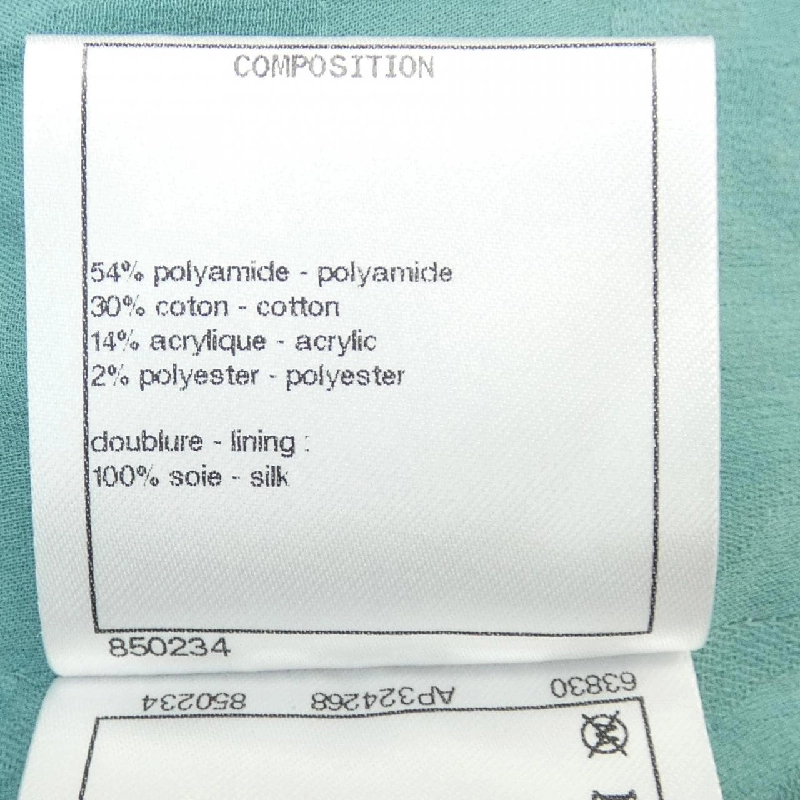 COMPOSITION
54% polyamide - polyamide
30% coton - cotton
14% acrylique - acrylic
2% polyester - polyester
doublure - lining :
100% soie - silk
850234
63830 AP324268 850234